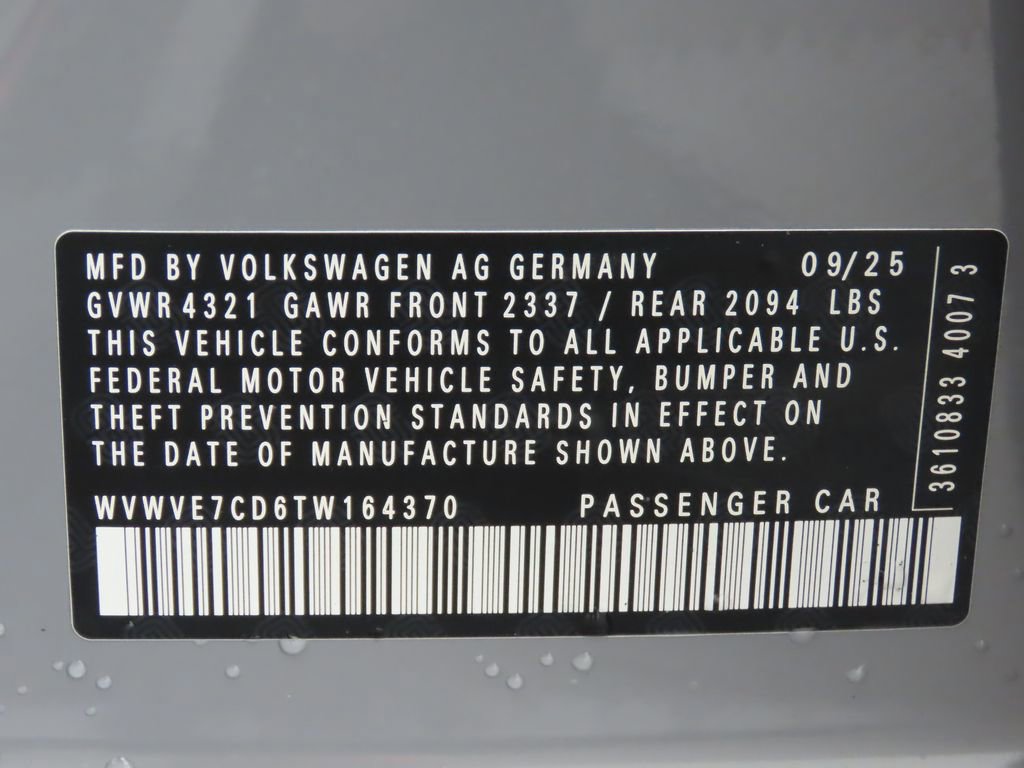 MFD BY VOLKSWAGEN AG GERMANY 09/25
GVWR 4321 GAWR FRONT 2337 / REAR 2094 LBS
THIS VEHICLE CONFORMS TO ALL APPLICABLE U.S.
FEDERAL MOTOR VEHICLE SAFETY, BUMPER AND
THEFT PREVENTION STANDARDS IN EFFECT ON
THE DATE OF MANUFACTURE SHOWN ABOVE.
WVWVE7CD6TW164370 PASSENGER CAR
3610833 4007 3